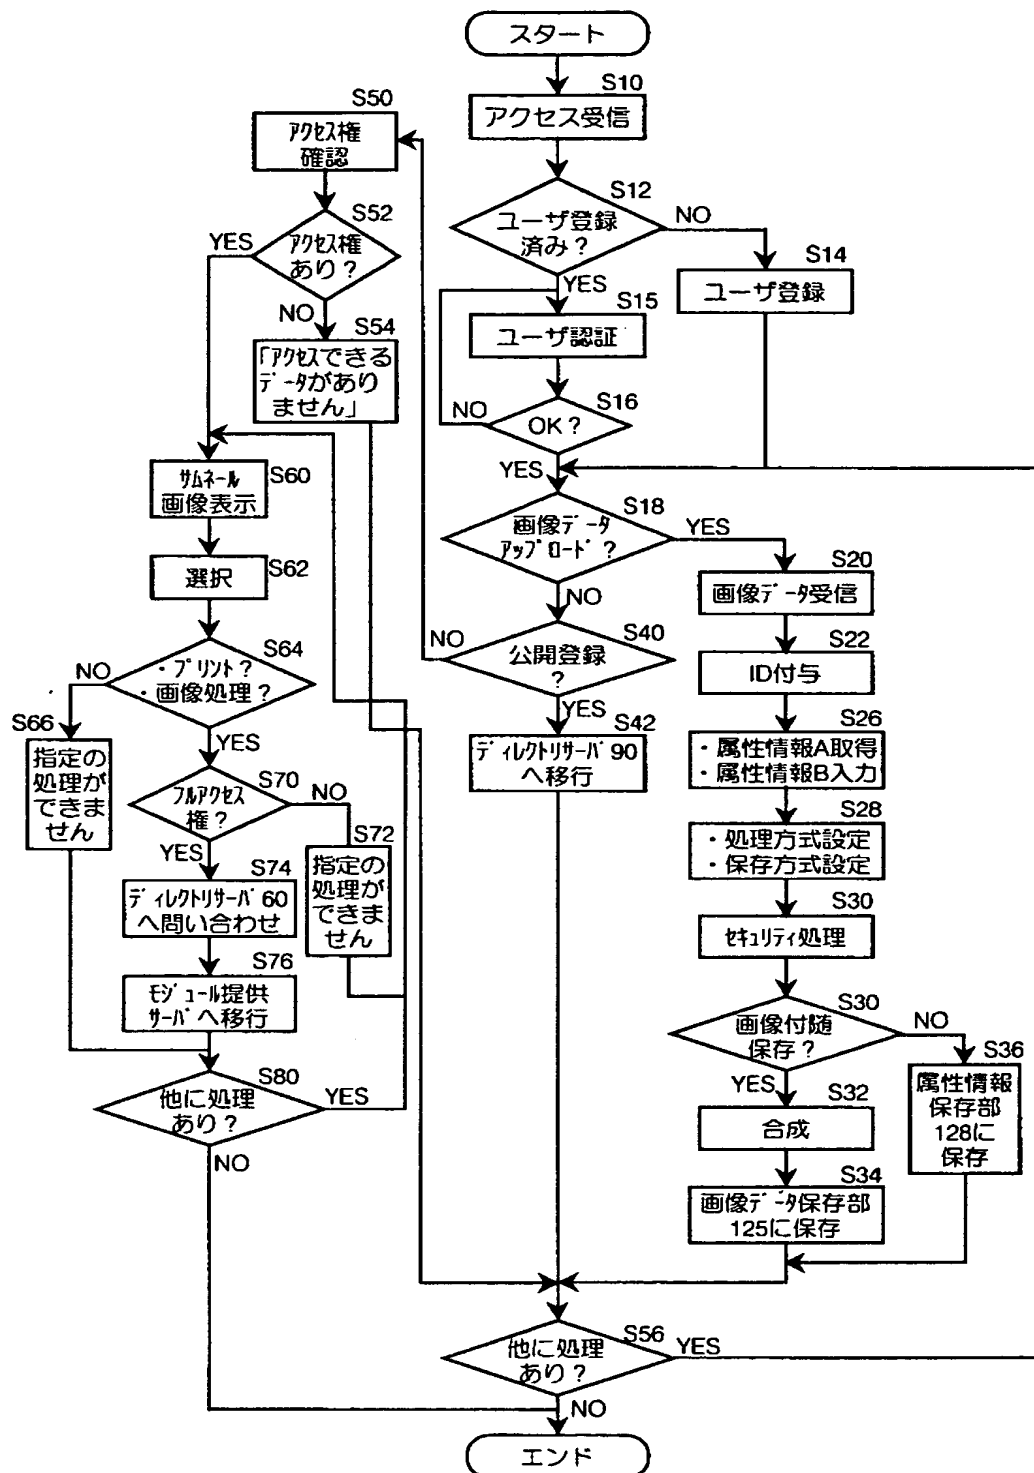 スタート
S10
アクセス受信
S12
ユーザ登録
済み？
NO
YES
S14
ユーザ登録
S15
ユーザ認証
S16
OK？
NO
YES
S18
画像データ
アップロード？
YES
NO
S20
画像データ受信
S22
ID付与
S26
・属性情報A取得
・属性情報B入力
S28
・処理方式設定
・保存方式設定
S30
セキュリティ処理
S30
画像付随
保存？
NO
YES
S36
属性情報
保存部
128に
保存
S32
合成
S34
画像データ保存部
125に保存
S40
公開登録
？
NO
YES
S42
ディレクトリサーバ90
へ移行
S50
アクセス権
確認
S52
アクセス権
あり？
YES
NO
S54
「アクセスできる
データがあり
ません」
S60
サムネール
画像表示
S62
選択
S64
・プリント？
・画像処理？
NO
YES
S66
指定の
処理が
できま
せん
S70
フルアクセス
権？
NO
YES
S72
指定の
処理が
できま
せん
S74
ディレクトリサーバ60
へ問い合わせ
S76
モジュール提供
サーバへ移行
S80
他に処理
あり？
YES
NO
S56
他に処理
あり？
YES
NO
エンド